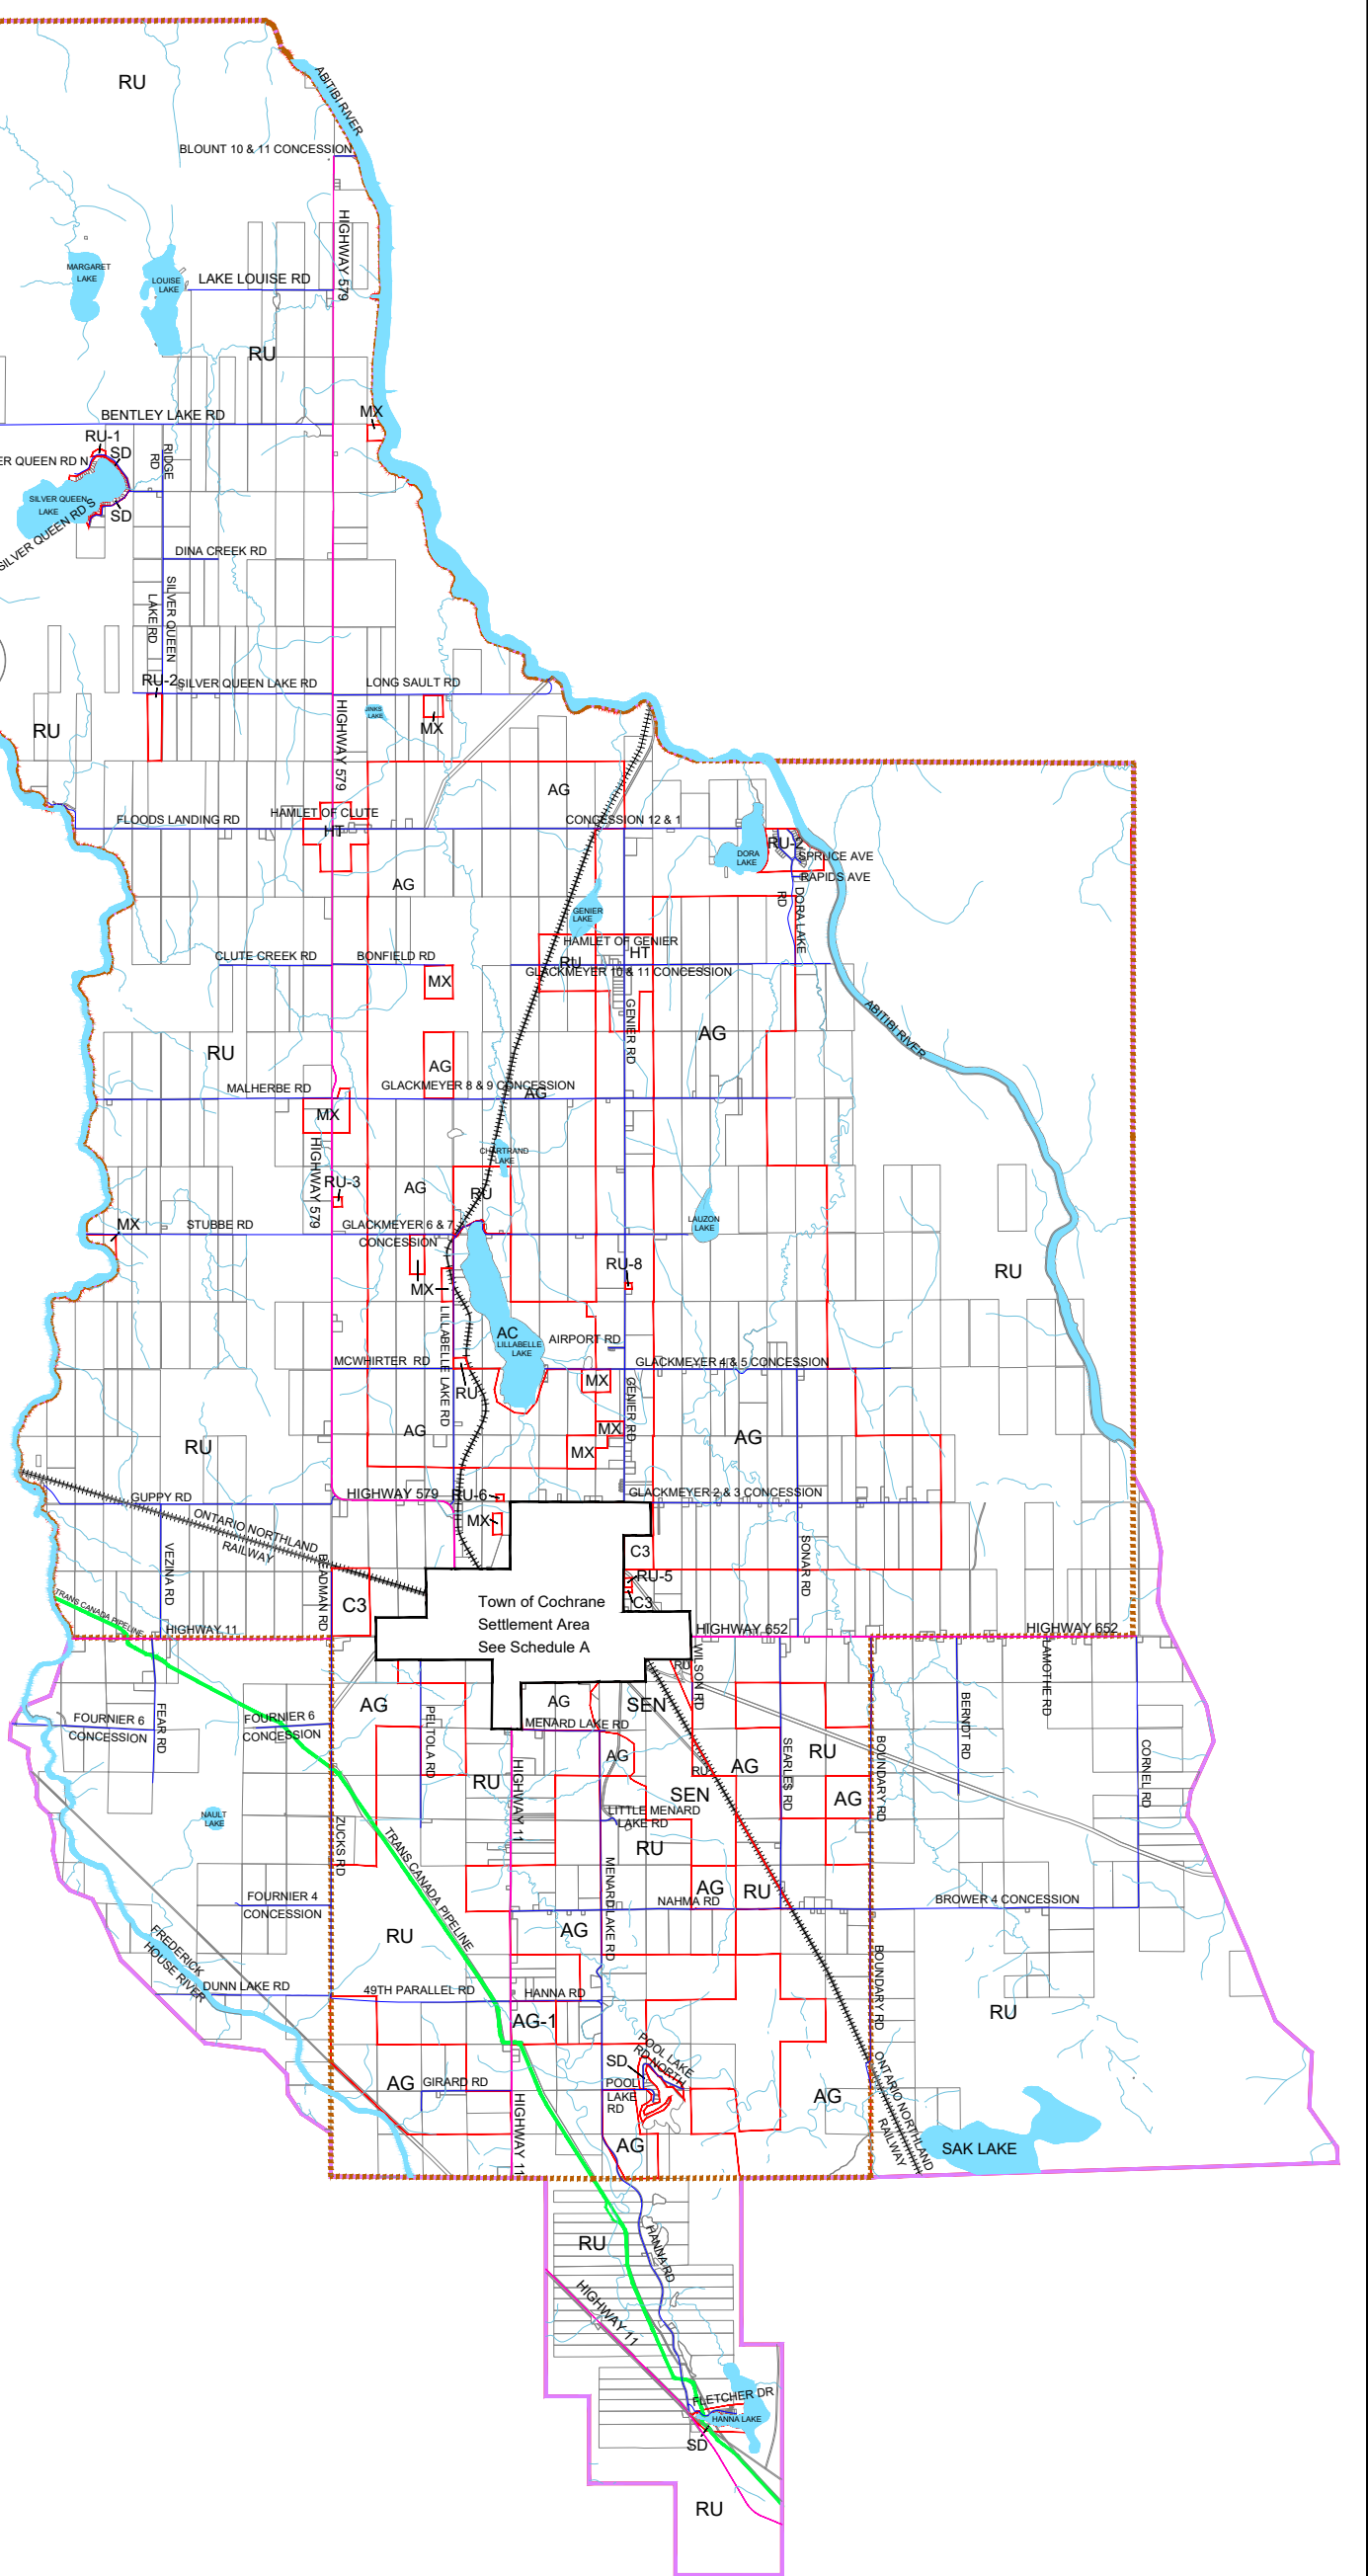 RU
ABITIBI RIVER
BLOUNT 10 & 11 CONCESSION
HIGHWAY 579
MARGARET
LAKE
LOUISE
LAKE
LAKE LOUISE RD
RU
BENTLEY LAKE RD
MX
RU-1
SD
ER QUEEN RD N
RIDGE
RD
SILVER QUEEN
LAKE
SILVER QUEEN RD S
SD
DINA CREEK RD
SILVER QUEEN
LAKE RD
RU-2
SILVER QUEEN LAKE RD
LONG SAULT RD
JINKS
LAKE
MX
RU
HIGHWAY 579
AG
HAMLET OF CLUTE
HT
FLOODS LANDING RD
CONCESSION 12 & 1
DORA
LAKE
RU-2
SPRUCE AVE
RAPIDS AVE
DORA LAKE
RD
AG
GENIER
LAKE
HAMLET OF GENIER
HT
RU
CLUTE CREEK RD
BONFIELD RD
GLACKMEYER 10 & 11 CONCESSION
MX
GENIER RD
ABITIBI RIVER
AG
RU
AG
MALHERBE RD
GLACKMEYER 8 & 9 CONCESSION
AG
MX
HIGHWAY 579
CHARTRAND
LAKE
RU-3
AG
RU
MX
STUBBE RD
GLACKMEYER 6 & 7
CONCESSION
LAUZON
LAKE
RU-8
RU
MX
LILLABELLE LAKE RD
AC
LILLABELLE
LAKE
AIRPORT RD
MCWHIRTER RD
GLACKMEYER 4 & 5 CONCESSION
RU
MX
GENIER RD
AG
MX
MX
AG
RU
GUPPY RD
HIGHWAY 579
RU-6
GLACKMEYER 2 & 3 CONCESSION
MX
ONTARIO NORTHLAND
RAILWAY
VEZINA RD
BEADMAN RD
C3
SONAR RD
RU-5
C3
C3
TRANS CANADA PIPELINE
Town of Cochrane
Settlement Area
See Schedule A
HIGHWAY 11
HIGHWAY 652
HIGHWAY 652
RU
WILSON RD
LAMOTHE RD
AG
AG
SEN
FEAR RD
FOURNIER 6
CONCESSION
FOURNIER 6
CONCESSION
PELTOLA RD
MENARD LAKE RD
BERNDT RD
AG
SEARLES RD
RU
BOUNDARY RD
CORNEL RD
RU
HIGHWAY 11
RU
AG
SEN
AG
NAULT
LAKE
ZUCKS RD
LITTLE MENARD
LAKE RD
RU
TRANS CANADA PIPELINE
MENARD LAKE RD
AG
RU
NAHMA RD
BROWER 4 CONCESSION
FOURNIER 4
CONCESSION
AG
RU
FREDERICK
HOUSE RIVER
BOUNDARY RD
DUNN LAKE RD
49TH PARALLEL RD
HANNA RD
AG-1
RU
POOL LAKE
RD NORTH
SD
AG
GIRARD RD
POOL
LAKE
RD
AG
ONTARIO NORTHLAND
RAILWAY
HIGHWAY 11
AG
SAK LAKE
RU
HANNA RD
HIGHWAY 11
FLETCHER DR
HANNA LAKE
SD
RU